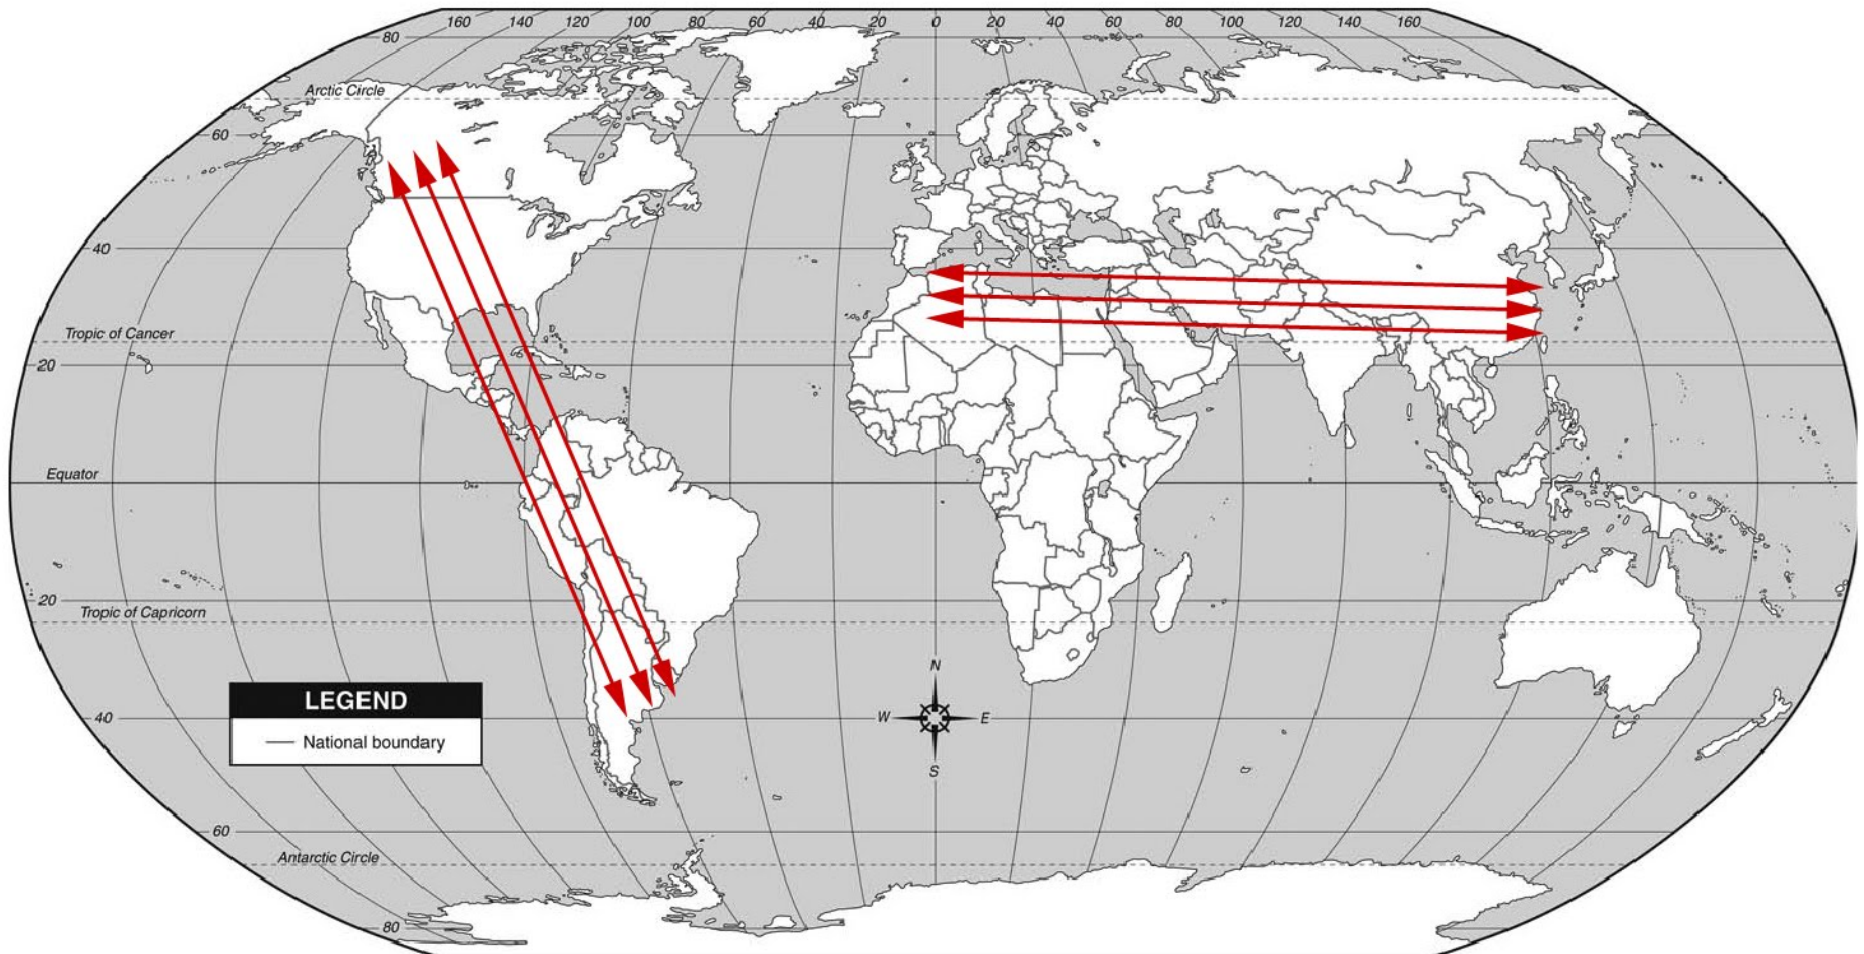 160 140 120 100 80 60 40 20 0 20 40 60 80 100 120 140 160
80
Arctic Circle
60
40
Tropic of Cancer
20
Equator
20
Tropic of Capricorn
N
LEGEND
40
W E
National boundary
S
60
Antarctic Circle
80